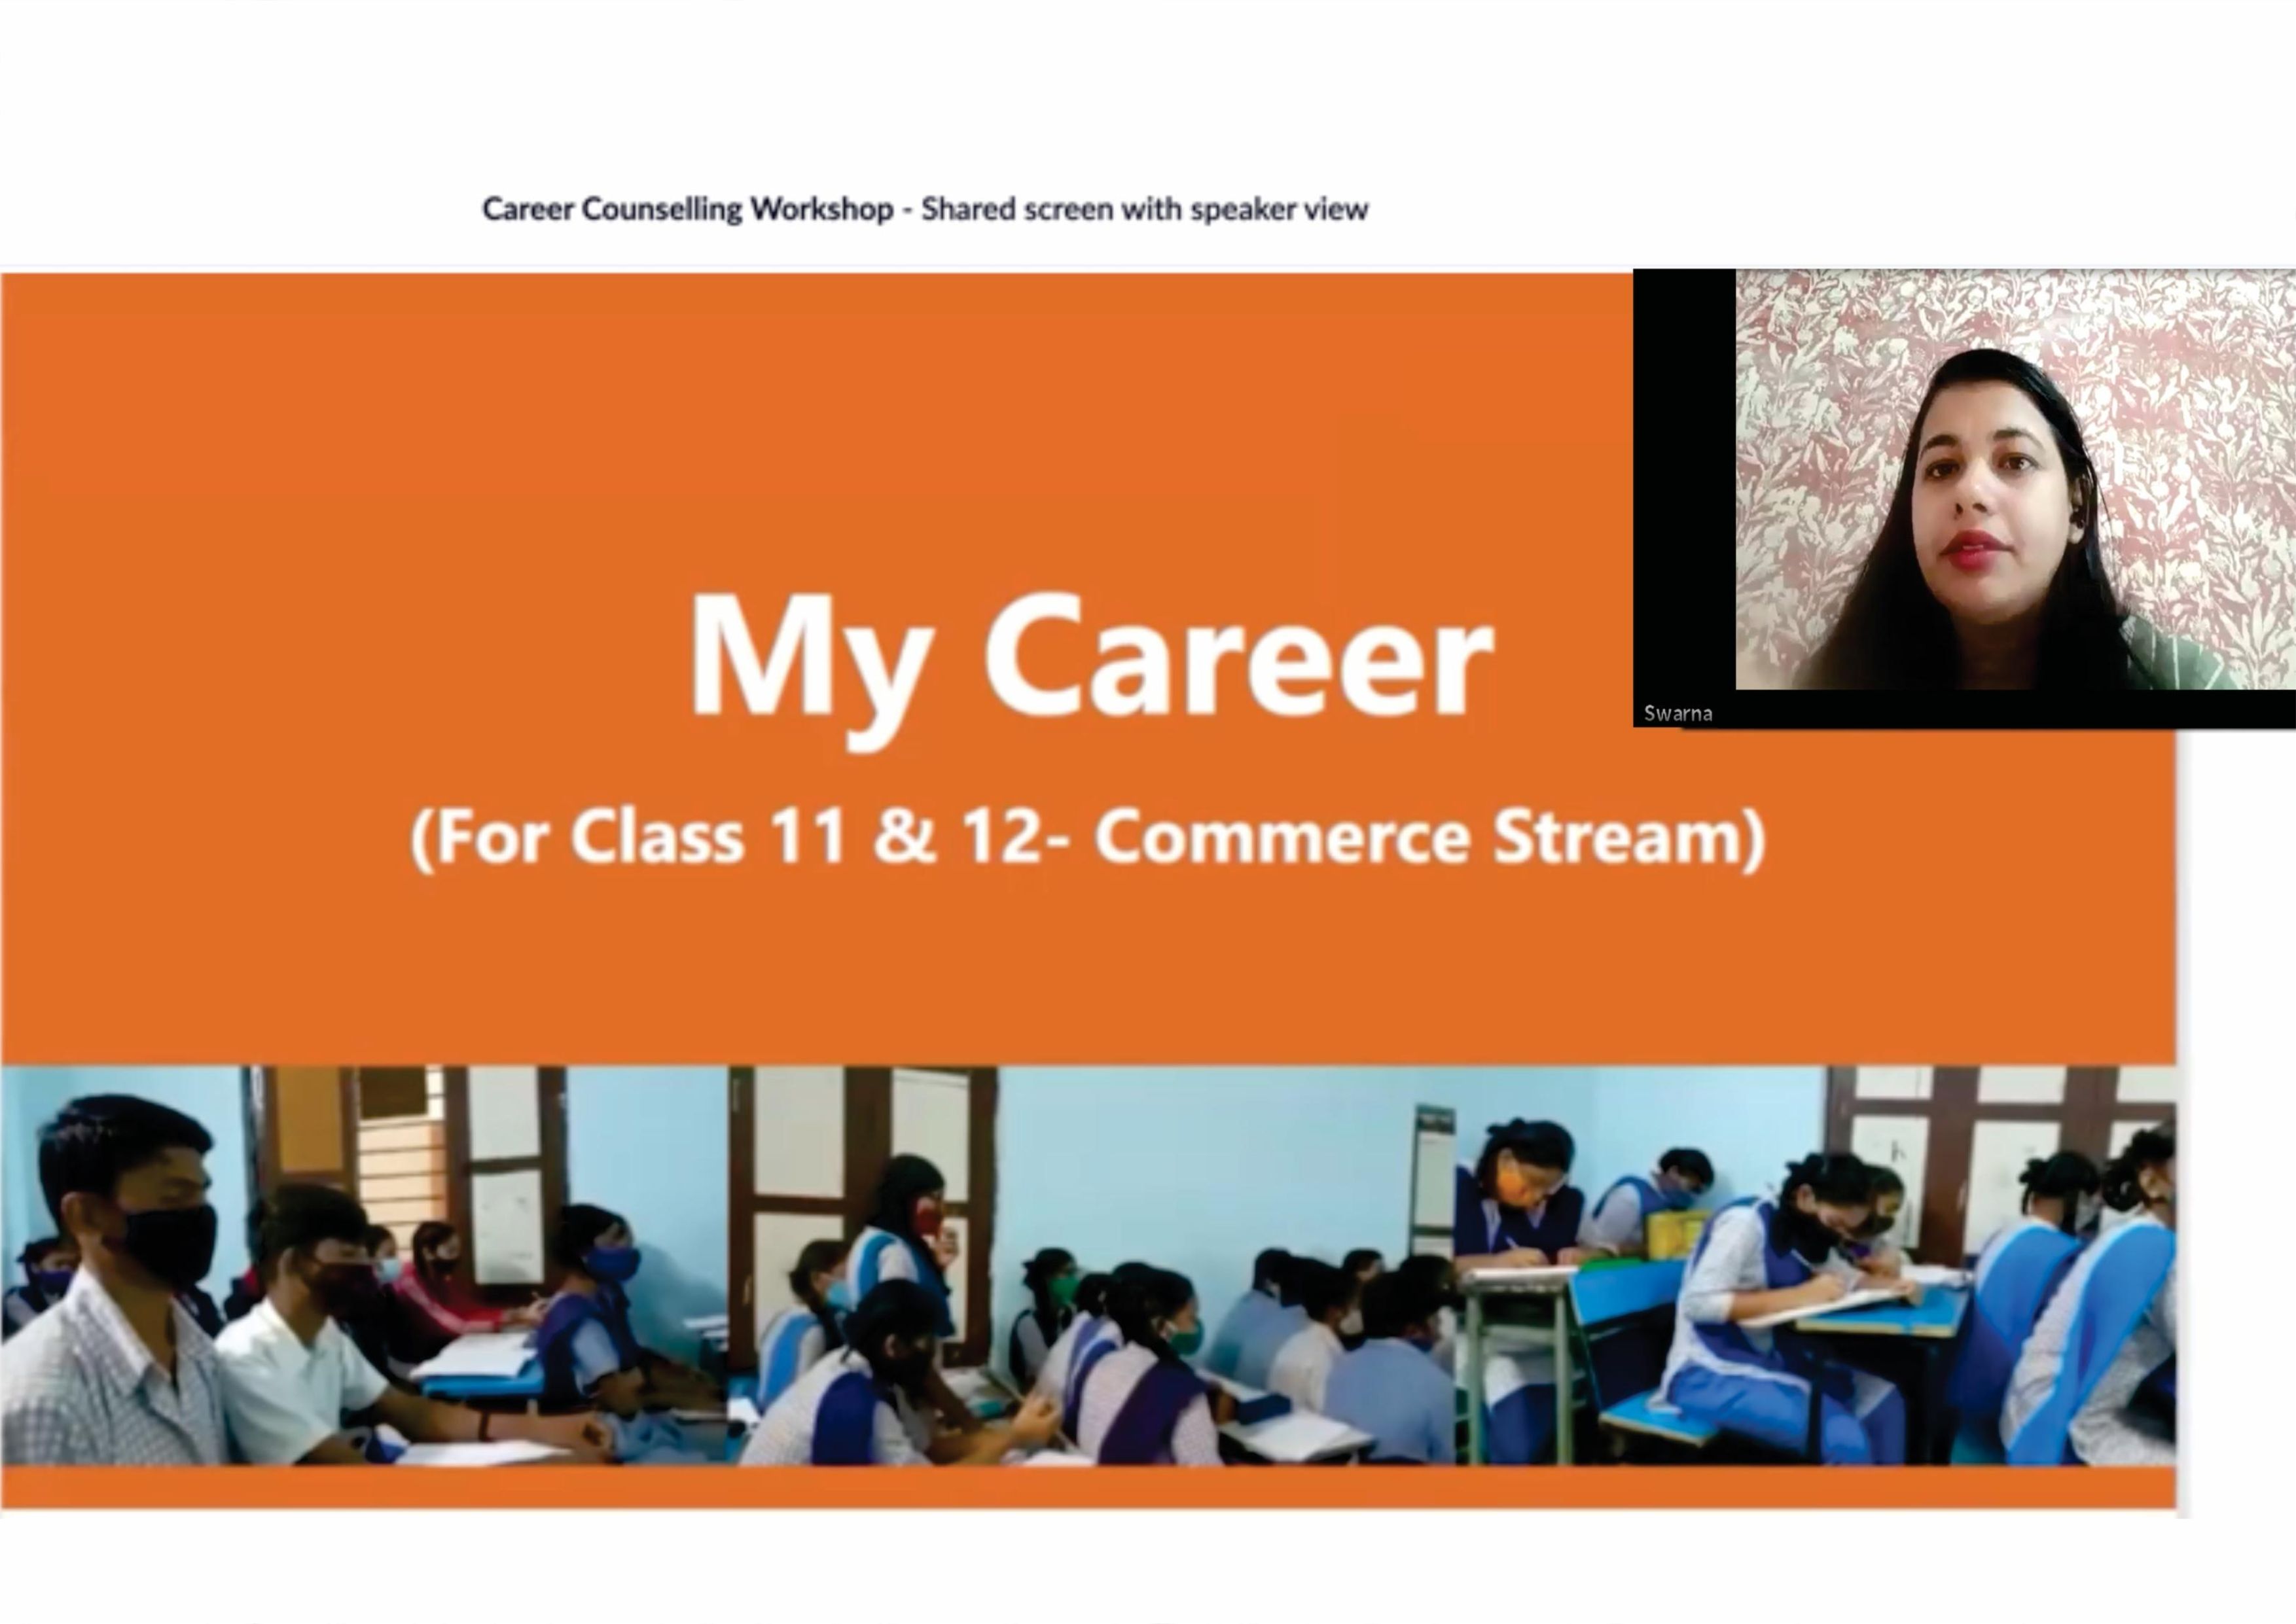 Career Counselling Workshop - Shared screen with speaker view
My Career
(For Class 11 & 12- Commerce Stream)
Swarna